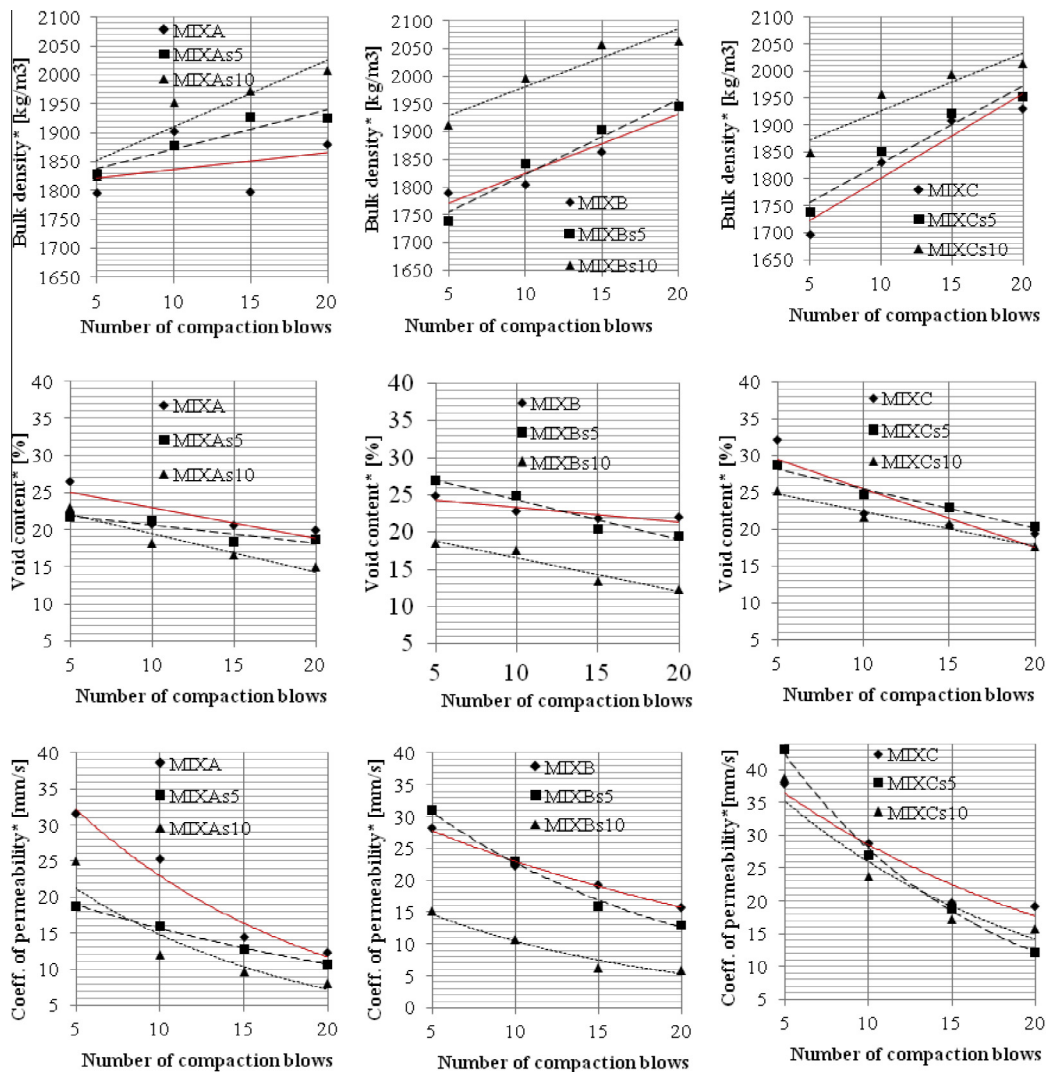 2100
2050
2000
1950
1900
1850
1800
1750
1700
1650
Bulk density* [kg/m3]
MIXA
MIXAs5
MIXAs10
5 10 15 20
Number of compaction blows
2100
2050
2000
1950
1900
1850
1800
1750
1700
1650
Bulk density* [kg/m3]
MIXB
MIXBs5
MIXBs10
5 10 15 20
Number of compaction blows
2100
2050
2000
1950
1900
1850
1800
1750
1700
1650
Bulk density* [kg/m3]
MIXC
MIXCs5
MIXCs10
5 10 15 20
Number of compaction blows
40
35
30
25
20
15
10
5
Void content* [%]
MIXA
MIXAs5
MIXAs10
5 10 15 20
Number of compaction blows
40
35
30
25
20
15
10
5
Void content* [%]
MIXB
MIXBs5
MIXBs10
5 10 15 20
Number of compaction blows
40
35
30
25
20
15
10
5
Void content* [%]
MIXC
MIXCs5
MIXCs10
5 10 15 20
Number of compaction blows
40
35
30
25
20
15
10
5
Coeff. of permeability* [mm/s]
MIXA
MIXAs5
MIXAs10
5 10 15 20
Number of compaction blows
40
35
30
25
20
15
10
5
0
Coeff. of permeability* [mm/s]
MIXB
MIXBs5
MIXBs10
5 10 15 20
Number of compaction blows
40
35
30
25
20
15
10
5
Coeff. of permeability* [mm/s]
MIXC
MIXCs5
MIXCs10
5 10 15 20
Number of compaction blows